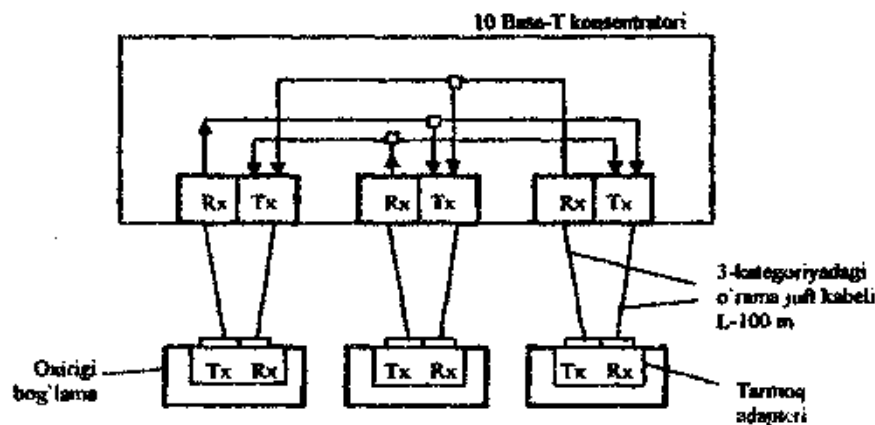 10 Base-T konsentratori
Rx Tx Rx Tx Rx Tx
3-kategoriyadagi
o`rama juft kabeli
L-100 m
Tx Rx Tx Rx Tx Rx
Oxirigi
bog`lama
Tarmoq
adapteri